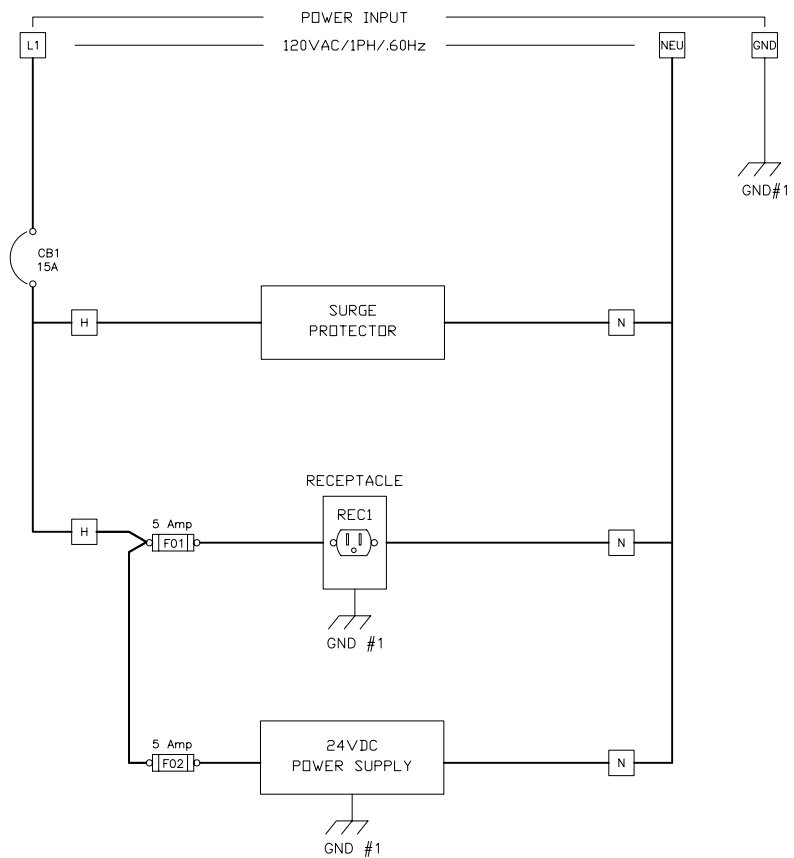 POWER INPUT
L1
120VAC/1PH/.60Hz
NEU
GND
GND#1
CB1
15A
H
SURGE
PROTECTOR
N
RECEPTACLE
REC1
5 Amp
H
F01
N
GND #1
5 Amp
24VDC
F02
POWER SUPPLY
N
GND #1